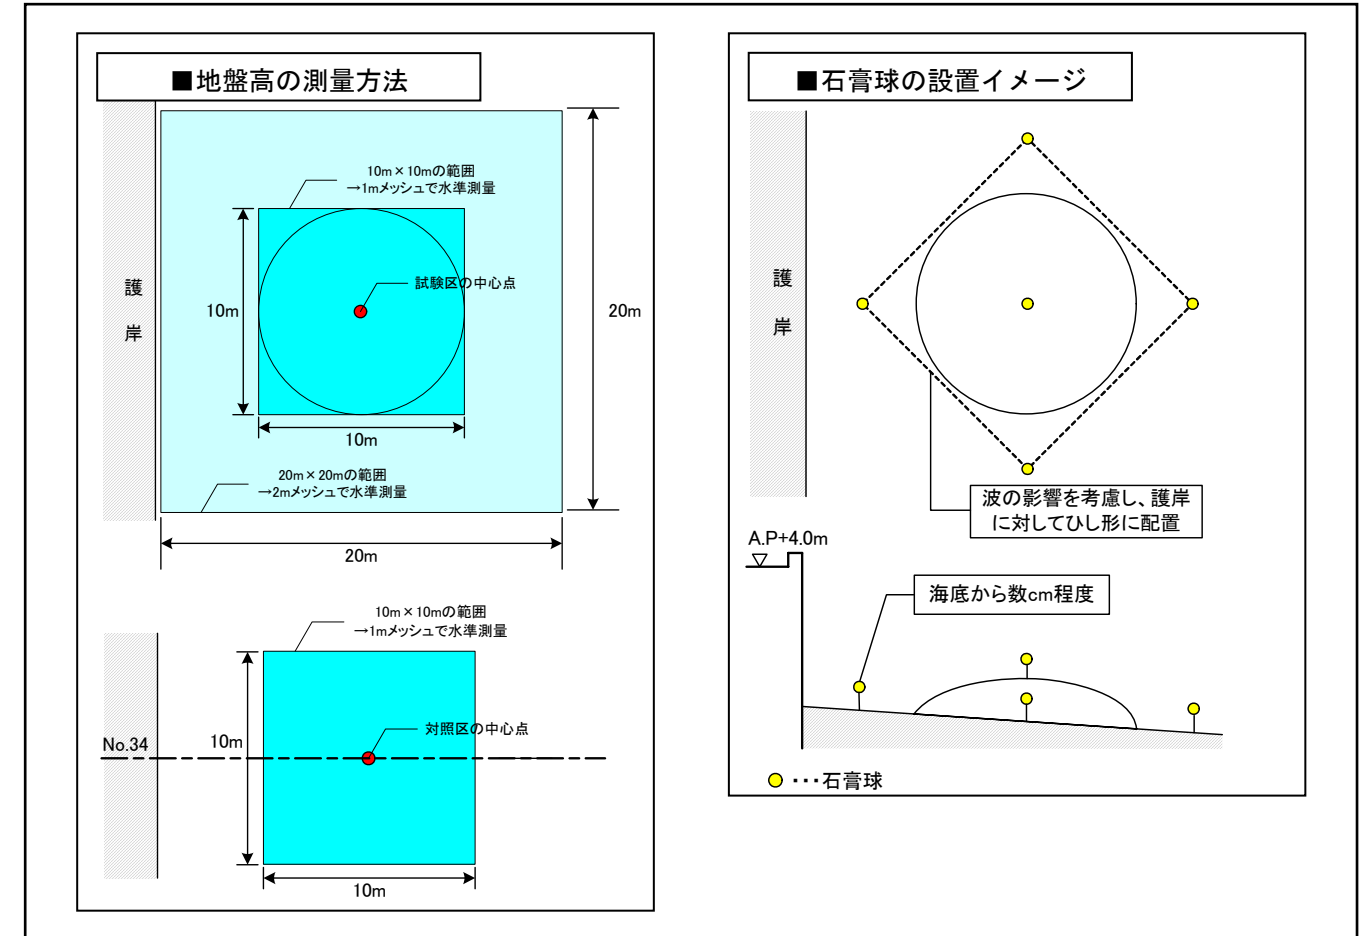 ■地盤高の測量方法
10m×10mの範囲
→1mメッシュで水準測量
護
岸
10m
試験区の中心点
20m
10m
20m×20mの範囲
→2mメッシュで水準測量
20m
10m×10mの範囲
→1mメッシュで水準測量
No.34
10m
対照区の中心点
10m
■石膏球の設置イメージ
護
岸
波の影響を考慮し、護岸
に対してひし形に配置
A.P+4.0m
海底から数cm程度
･･･石膏球